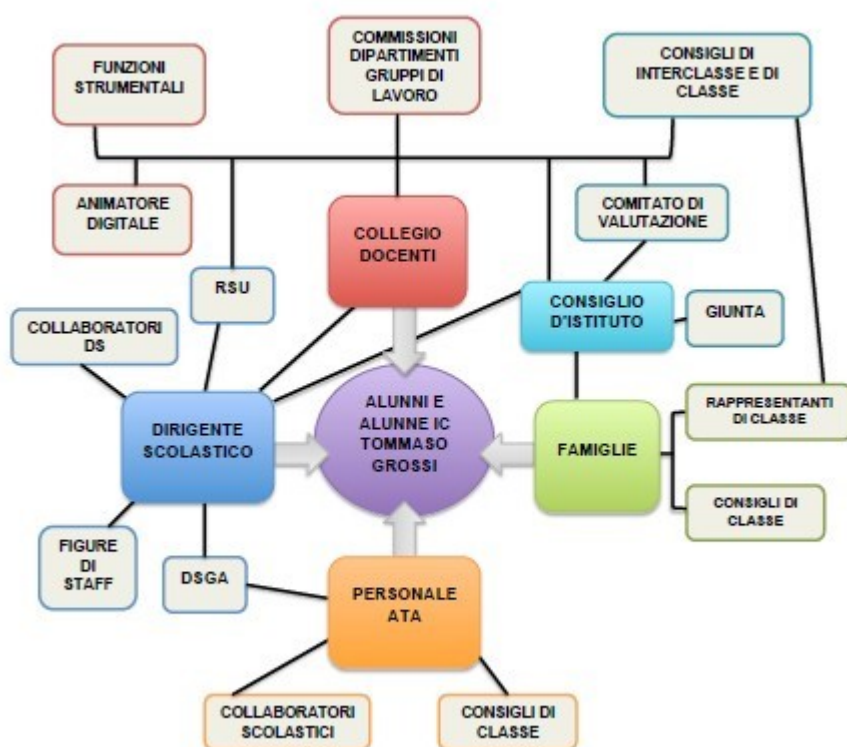 FUNZIONI
STRUMENTALI
COMMISSIONI
DIPARTIMENTI
GRUPPI DI
LAVORO
CONSIGLI DI
INTERCLASSE E DI
CLASSE
ANIMATORE
DIGITALE
COLLEGIO
DOCENTI
COMITATO DI
VALUTAZIONE
RSU
CONSIGLIO
D'ISTITUTO
GIUNTA
COLLABORATORI
DS
DIRIGENTE
SCOLASTICO
ALUNNI E
ALUNNE IC
TOMMASO
GROSSI
FAMIGLIE
RAPPRESENTANTI
DI CLASSE
CONSIGLI DI
CLASSE
FIGURE
DI
STAFF
DSGA
PERSONALE
ATA
COLLABORATORI
SCOLASTICI
CONSIGLI DI
CLASSE